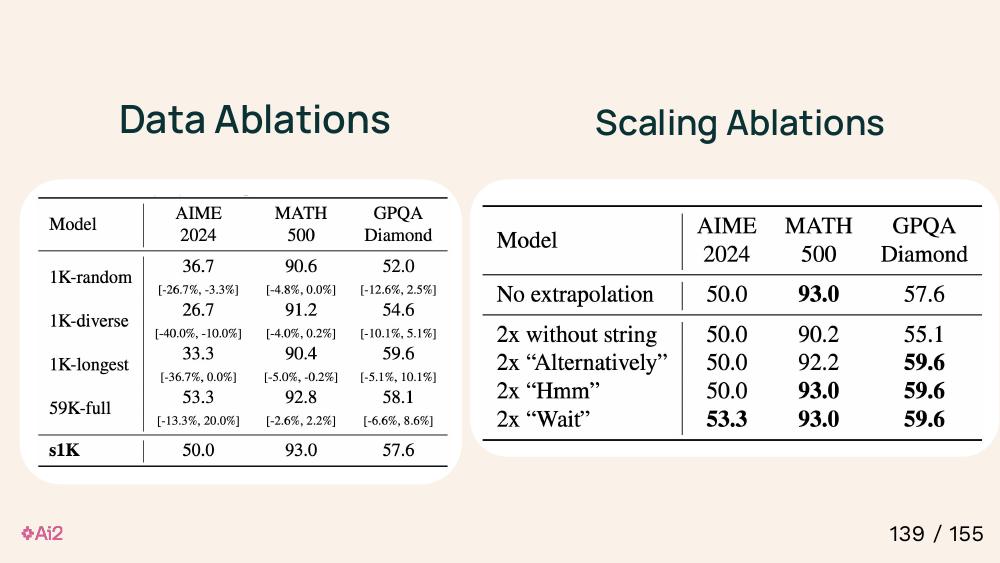 Data Ablations
Model AIME 2024 MATH 500 GPQA Diamond
1K-random 36.7 90.6 52.0
[-26.7%, -3.3%] [-4.8%, 0.0%] [-12.6%, 2.5%]
1K-diverse 26.7 91.2 54.6
[-40.0%, -10.0%] [-4.0%, 0.2%] [-10.1%, 5.1%]
1K-longest 33.3 90.4 59.6
[-36.7%, 0.0%] [-5.0%, -0.2%] [-5.1%, 10.1%]
59K-full 53.3 92.8 58.1
[-13.3%, 20.0%] [-2.6%, 2.2%] [-6.6%, 8.6%]
s1K 50.0 93.0 57.6
Scaling Ablations
Model AIME 2024 MATH 500 GPQA Diamond
No extrapolation 50.0 93.0 57.6
2x without string 50.0 90.2 55.1
2x “Alternatively” 50.0 92.2 59.6
2x “Hmm” 50.0 93.0 59.6
2x “Wait” 53.3 93.0 59.6
Ai2
139 / 155